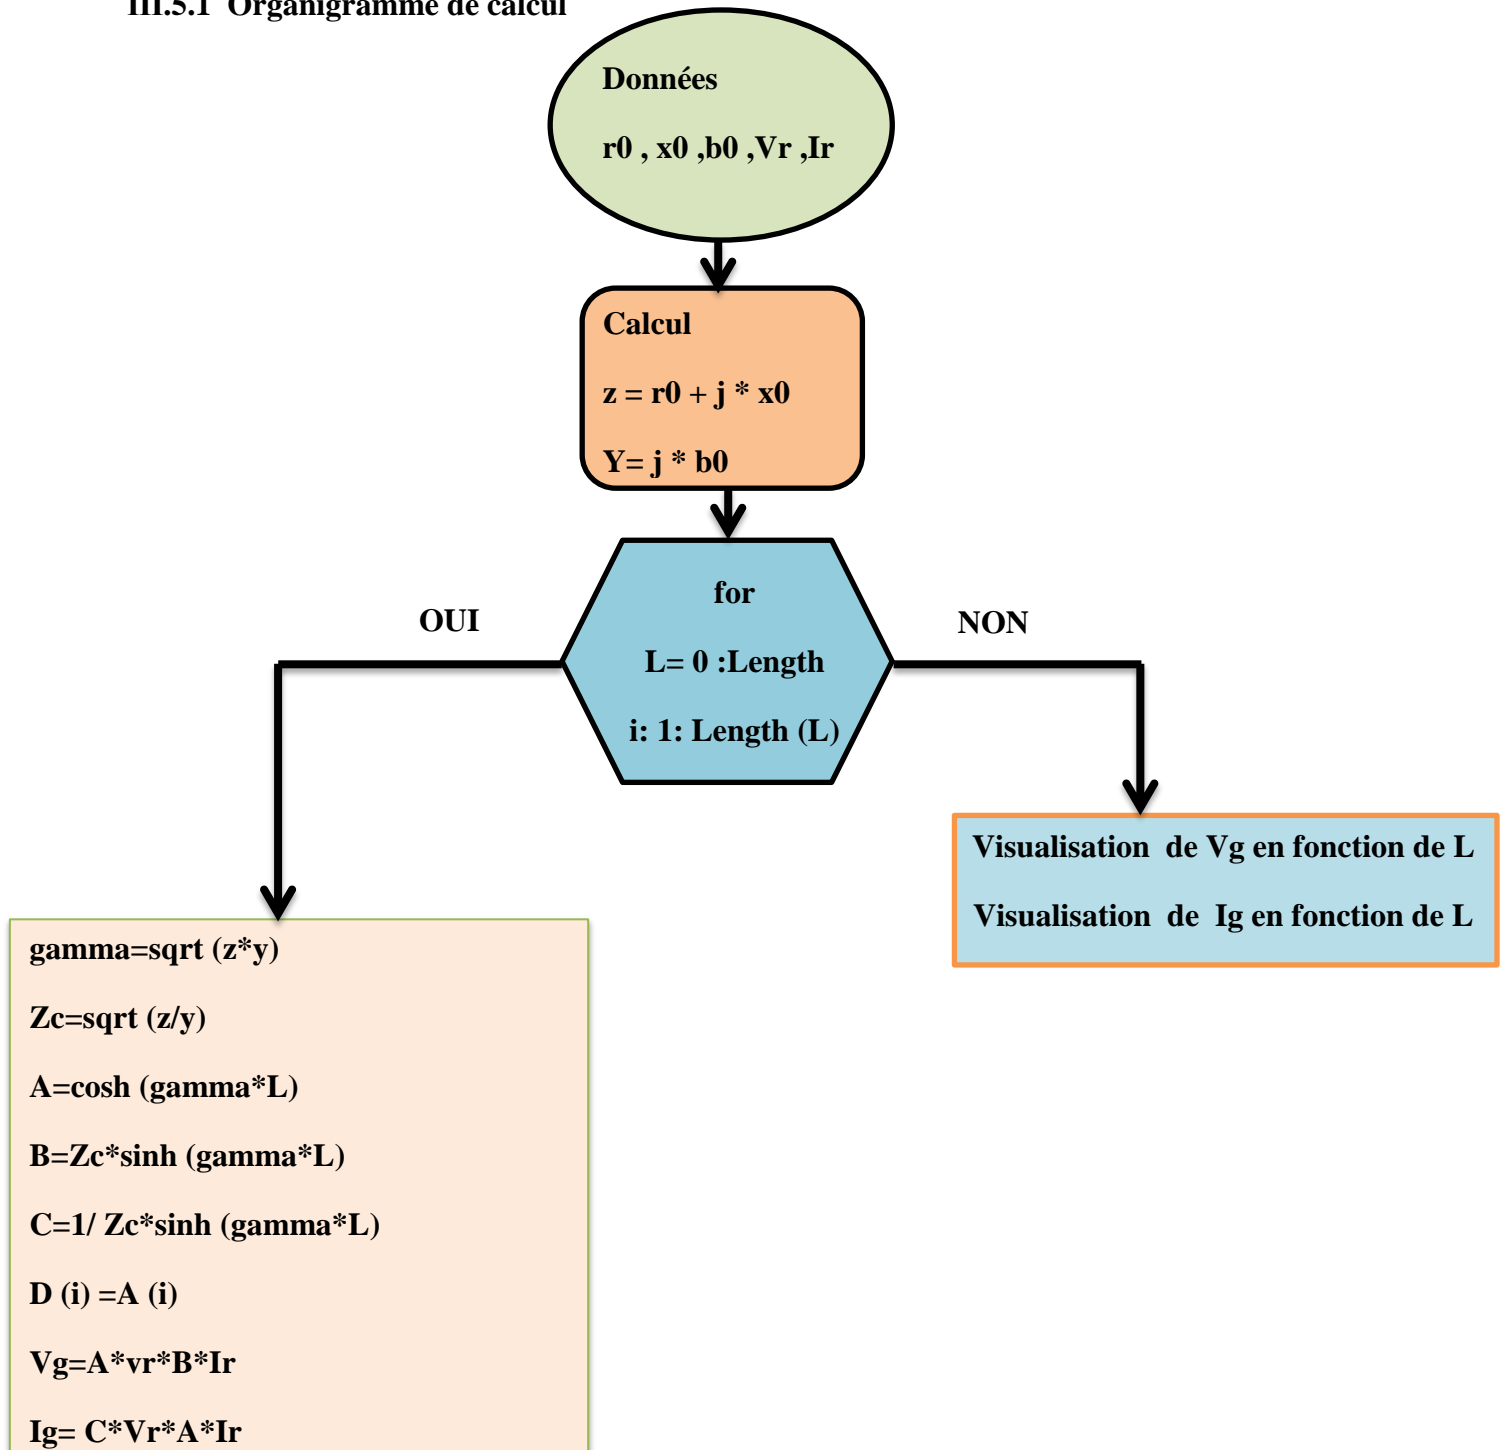 III.5.1 Organigramme de calcul
Données
r0 , x0 ,b0 ,Vr ,Ir
Calcul
z = r0 + j * x0
Y= j * b0
for
L= 0 :Length
i: 1: Length (L)
OUI
NON
Visualisation de Vg en fonction de L
Visualisation de Ig en fonction de L
gamma=sqrt (z*y)
Zc=sqrt (z/y)
A=cosh (gamma*L)
B=Zc*sinh (gamma*L)
C=1/ Zc*sinh (gamma*L)
D (i) =A (i)
Vg=A*vr*B*Ir
Ig= C*Vr*A*Ir